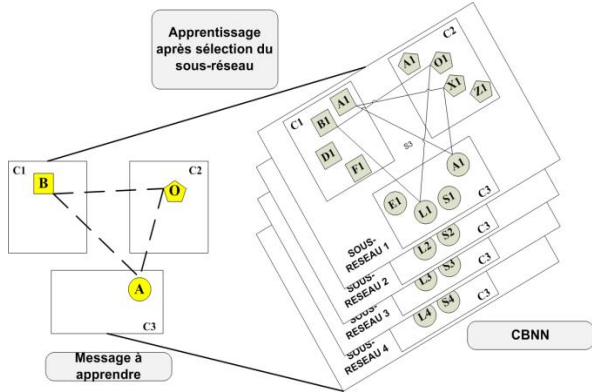 Apprentissage
après sélection du
sous-réseau
C1
B
C2
O
A
C3
Message à
apprendre
C2
A1
O1
X1
Z1
C1
B1
A1
D1
F1
S3
A1
E1
L1
S1
C3
SOUS-
RESEAU 1
L2
S2
C3
SOUS-
RESEAU 2
L3
S3
C3
SOUS-
RESEAU 3
L4
S4
C3
SOUS-
RESEAU 4
CBNN